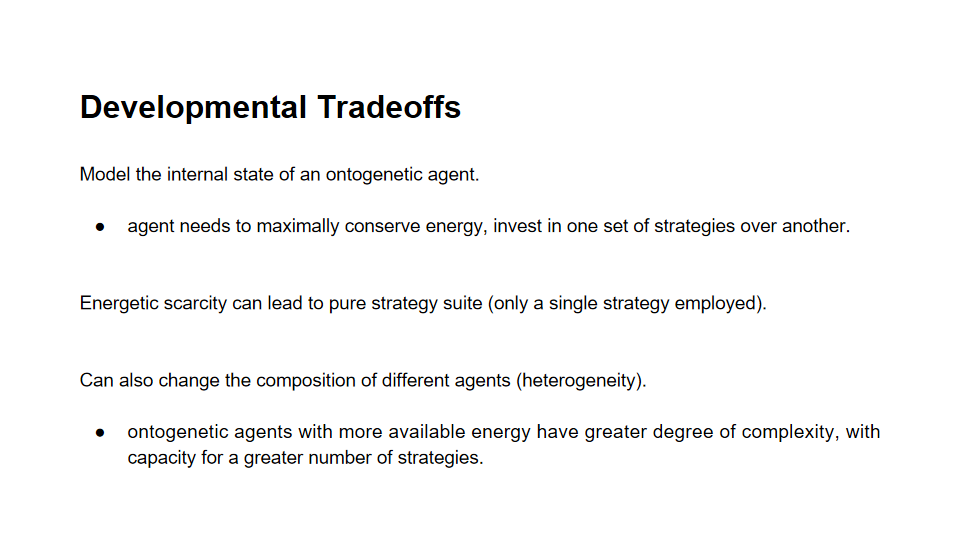 Developmental Tradeoffs
Model the internal state of an ontogenetic agent.
● agent needs to maximally conserve energy, invest in one set of strategies over another.
Energetic scarcity can lead to pure strategy suite (only a single strategy employed).
Can also change the composition of different agents (heterogeneity).
● ontogenetic agents with more available energy have greater degree of complexity, with
capacity for a greater number of strategies.